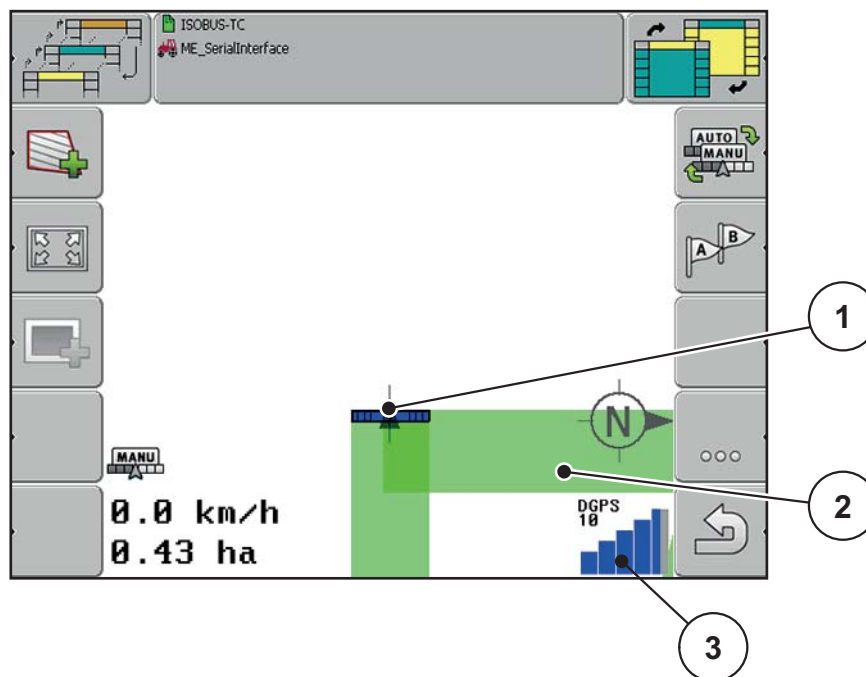 ISOBUS-TC
ME_SerialInterface
AUTO
MANU
A B
1
N
MANU
2
0.0 km/h
DGPS
10
0.43 ha
3